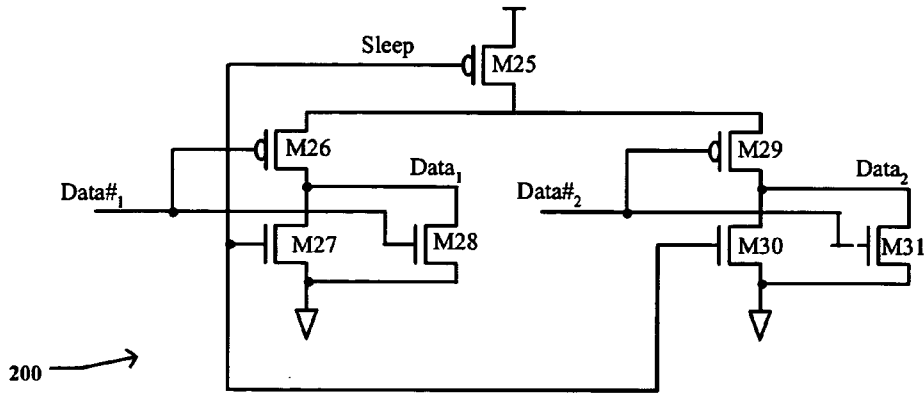 Sleep
M25
M26
M29
Data#₁
Data₁
Data#₂
Data₂
M27
M28
M30
M31
200